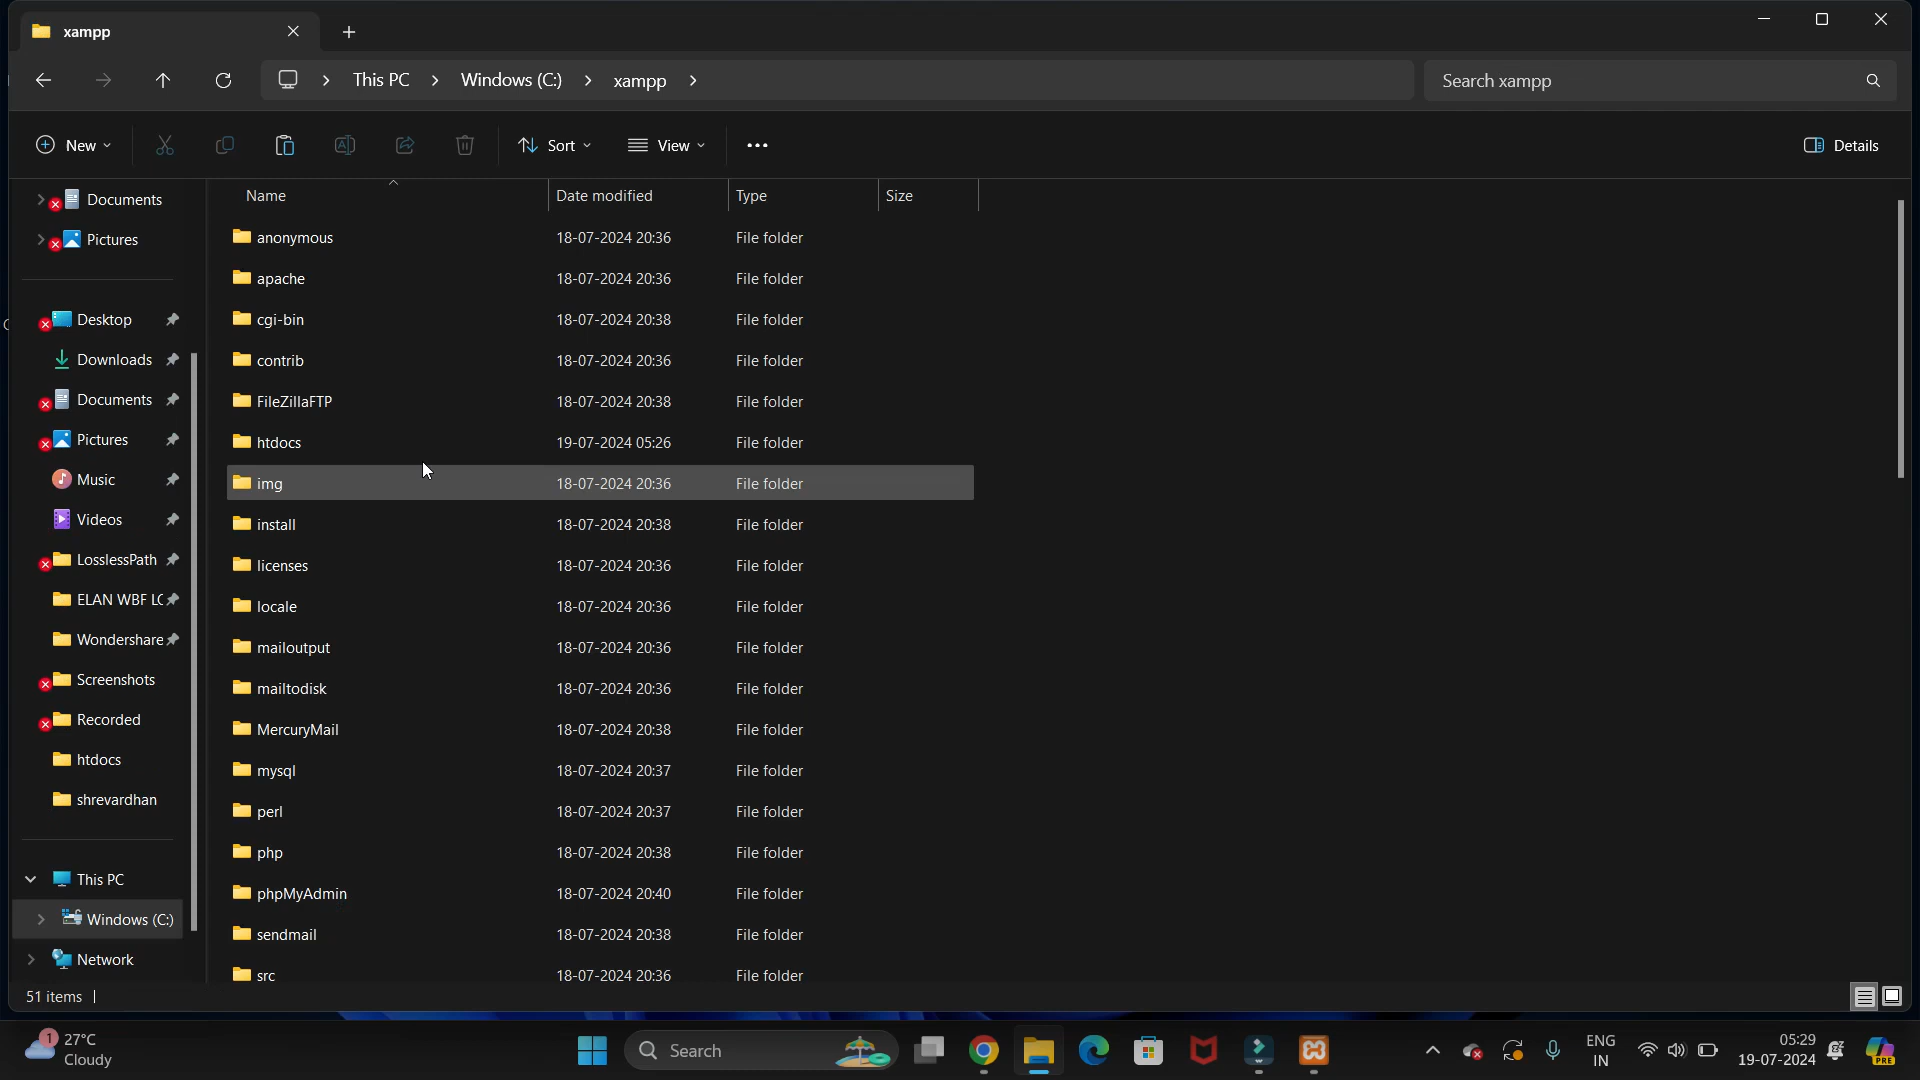 xampp
This PC
Windows (C:)
xampp
Search xampp
New
Sort
View
Details
Name
Date modified
Type
Size
Documents
Pictures
Desktop
Downloads
Documents
Pictures
Music
Videos
LosslessPath
ELAN WBF LC
Wondershare
Screenshots
Recorded
htdocs
shrevardhan
This PC
Windows (C:)
Network
anonymous 18-07-2024 20:36 File folder
apache 18-07-2024 20:36 File folder
cgi-bin 18-07-2024 20:38 File folder
contrib 18-07-2024 20:36 File folder
FileZillaFTP 18-07-2024 20:38 File folder
htdocs 19-07-2024 05:26 File folder
img 18-07-2024 20:36 File folder
install 18-07-2024 20:38 File folder
licenses 18-07-2024 20:36 File folder
locale 18-07-2024 20:36 File folder
mailoutput 18-07-2024 20:36 File folder
mailtodisk 18-07-2024 20:36 File folder
MercuryMail 18-07-2024 20:38 File folder
mysql 18-07-2024 20:37 File folder
perl 18-07-2024 20:37 File folder
php 18-07-2024 20:38 File folder
phpMyAdmin 18-07-2024 20:40 File folder
sendmail 18-07-2024 20:38 File folder
src 18-07-2024 20:36 File folder
51 items
1
27°C
Cloudy
Search
ENG
IN
05:29
19-07-2024
PRE